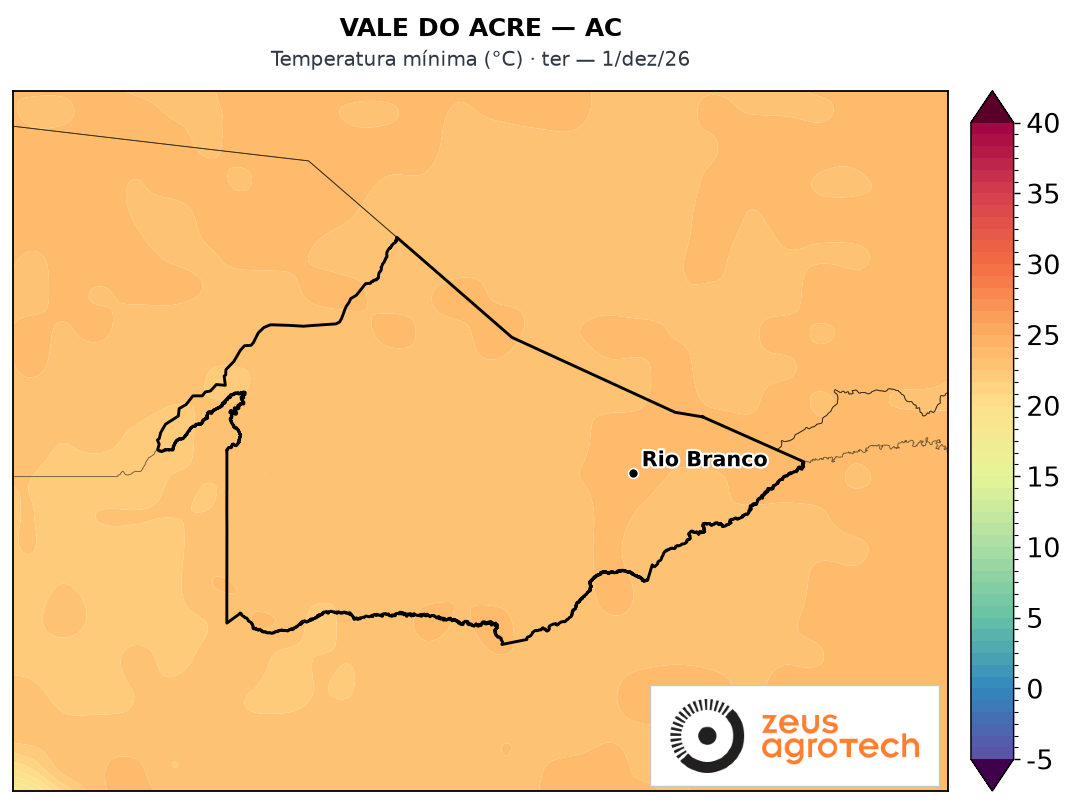 VALE DO ACRE — AC
Temperatura mínima (°C) · ter — 1/dez/26
40
35
30
25
20
15
10
5
0
-5
Rio Branco
zeus
agrotech